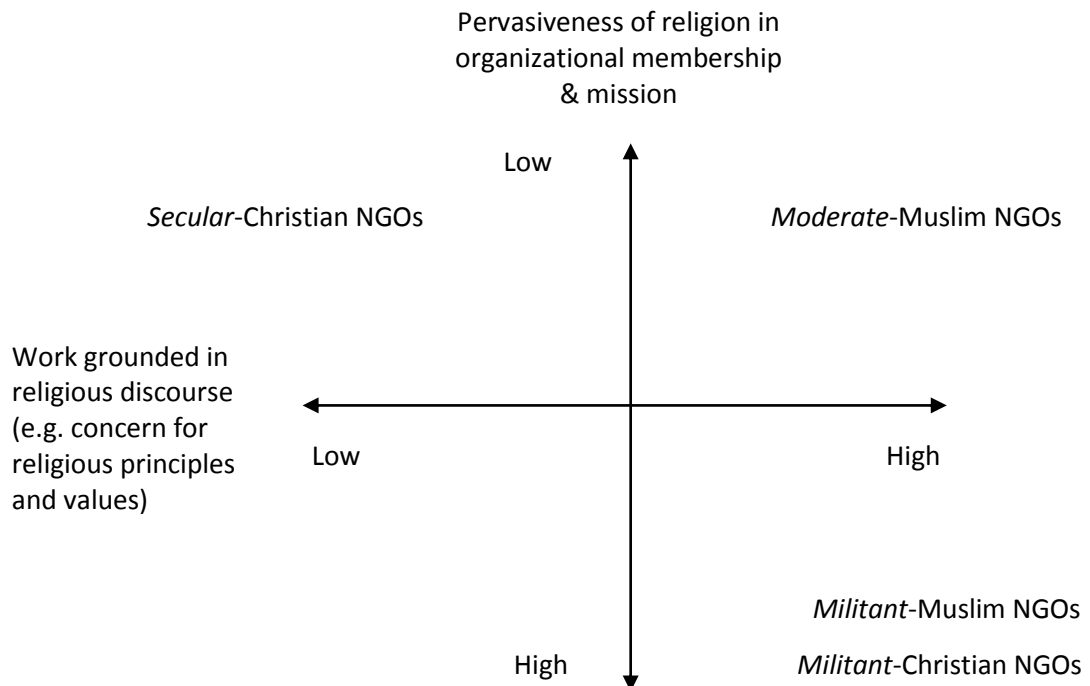 Pervasiveness of religion in
organizational membership
& mission
Low
Secular-Christian NGOs
Moderate-Muslim NGOs
Work grounded in
religious discourse
(e.g. concern for
religious principles
and values)
Low
High
Militant-Muslim NGOs
High
Militant-Christian NGOs